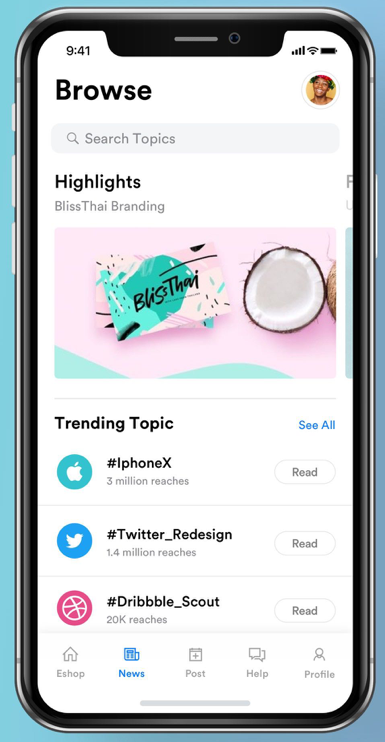 9:41
Browse
Search Topics
Highlights
BlissThai Branding
BlissThai
Trending Topic
See All
#IphoneX
3 million reaches
Read
#Twitter_Redesign
1.4 million reaches
Read
#Dribbble_Scout
20K reaches
Read
Eshop
News
Post
Help
Profile